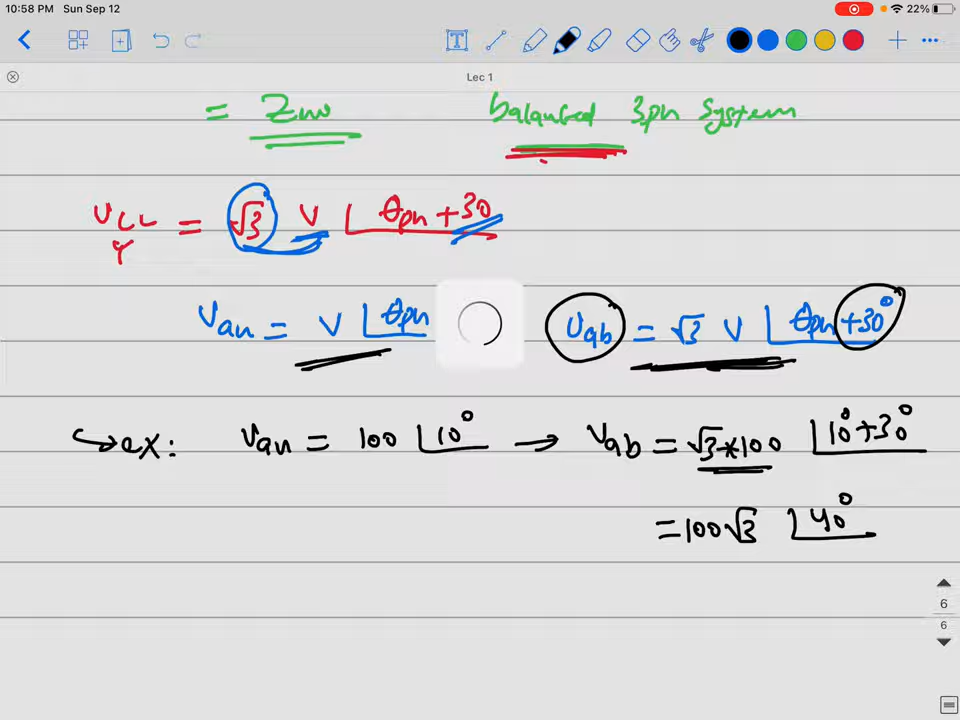 10:58 PM Sun Sep 12 22%
Lec 1
= Zero balanced 3ph system
V_LL Y = √3 V ∠θph+30
Van = V ∠θph Vab = √3 V ∠θph+30°
↪ex: Van = 100 ∠10° → Vab = √3*100 ∠10°+30°
=100√3 ∠40°
6
6